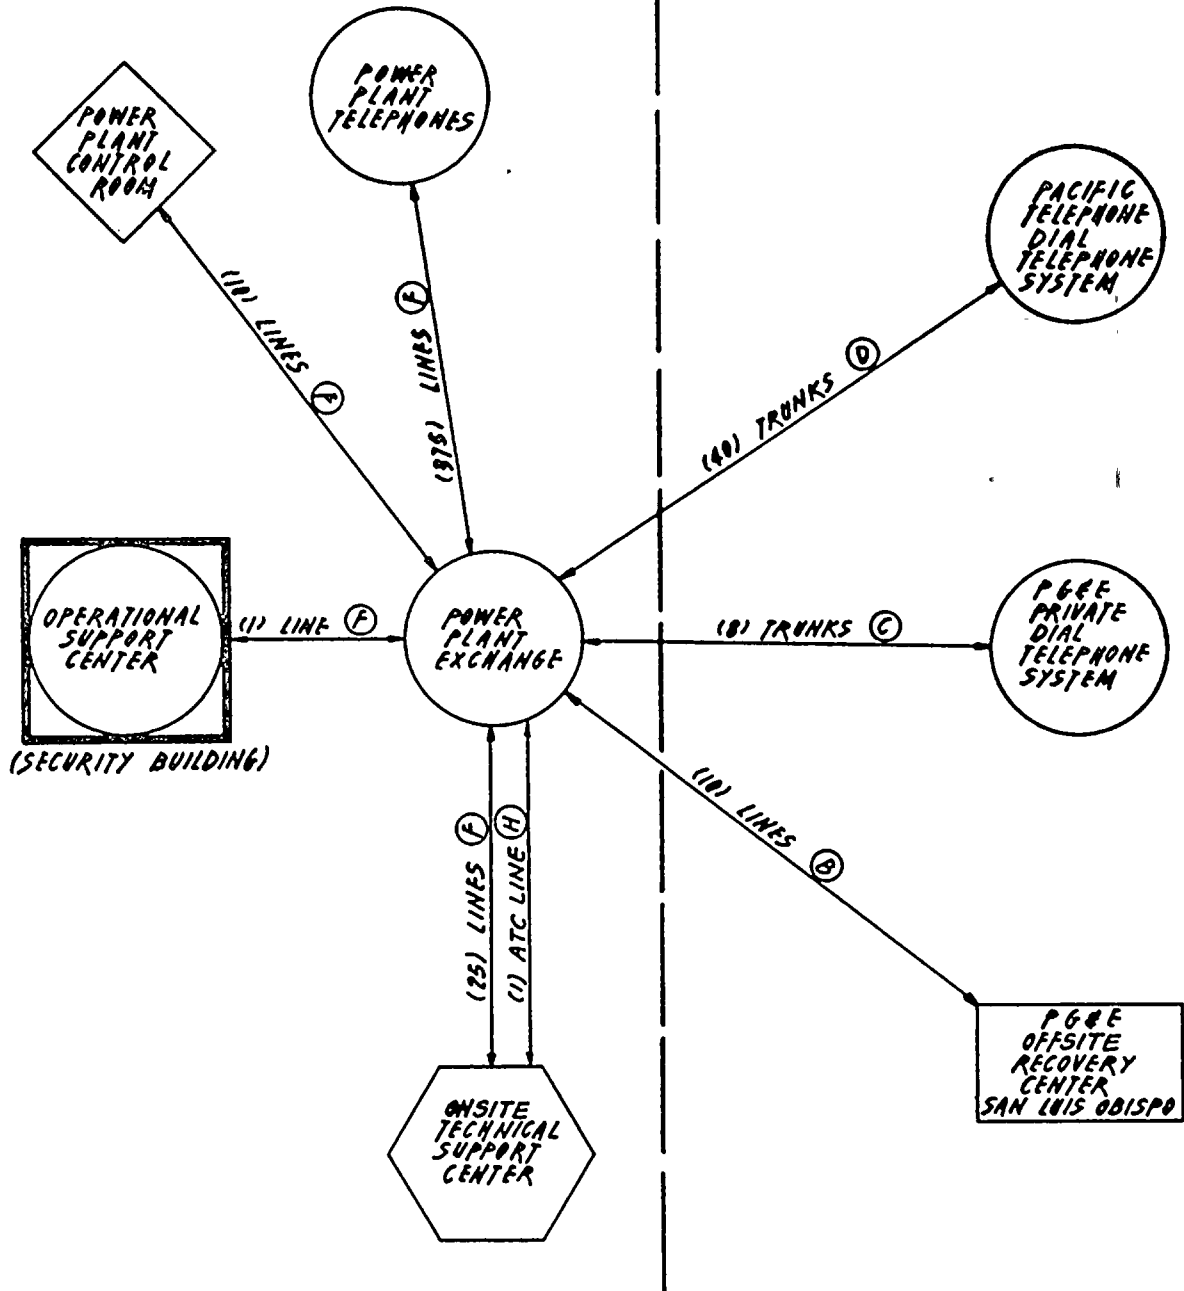 POWER
PLANT
TELEPHONES
POWER
PLANT
CONTROL
ROOM
PACIFIC
TELEPHONE
DIAL
TELEPHONE
SYSTEM
(10) LINES F
(375) LINES F
(40) TRUNKS D
OPERATIONAL
SUPPORT
CENTER
(SECURITY BUILDING)
(1) LINE F
POWER
PLANT
EXCHANGE
(8) TRUNKS C
PG&E
PRIVATE
DIAL
TELEPHONE
SYSTEM
(10) LINES B
(25) LINES F
(1) ATC LINE H
PG&E
OFFSITE
RECOVERY
CENTER
SAN LUIS OBISPO
ONSITE
TECHNICAL
SUPPORT
CENTER